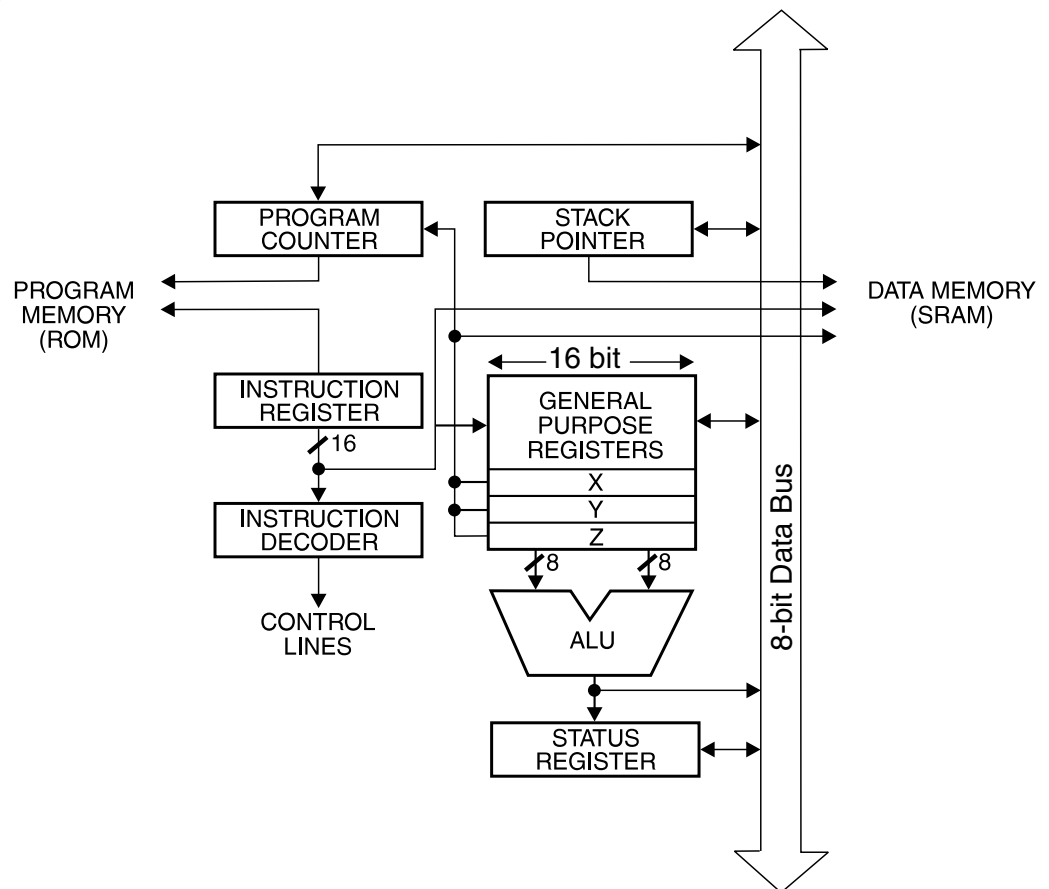 PROGRAM
COUNTER
STACK
POINTER
PROGRAM
MEMORY
(ROM)
DATA MEMORY
(SRAM)
16 bit
INSTRUCTION
REGISTER
GENERAL
PURPOSE
REGISTERS
16
X
Y
Z
INSTRUCTION
DECODER
8
8
CONTROL
LINES
ALU
8-bit Data Bus
STATUS
REGISTER